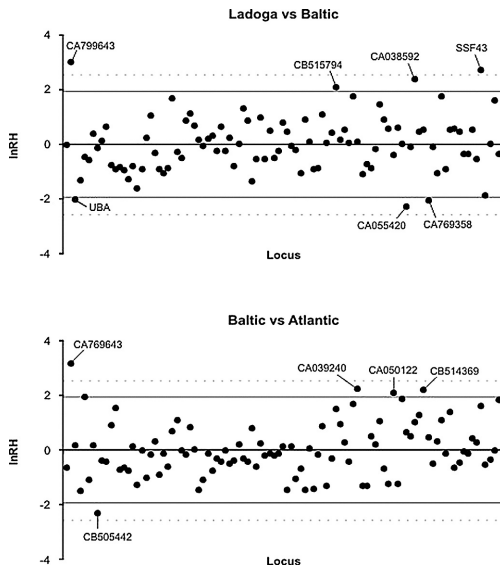 Ladoga vs Baltic
4
CA799643
CB515794
CA038592
SSF43
2
lnRH
0
-2
UBA
CA055420
CA769358
-4
Locus
Baltic vs Atlantic
4
CA769643
CA039240
CA050122
CB514369
2
lnRH
0
-2
CB505442
-4
Locus